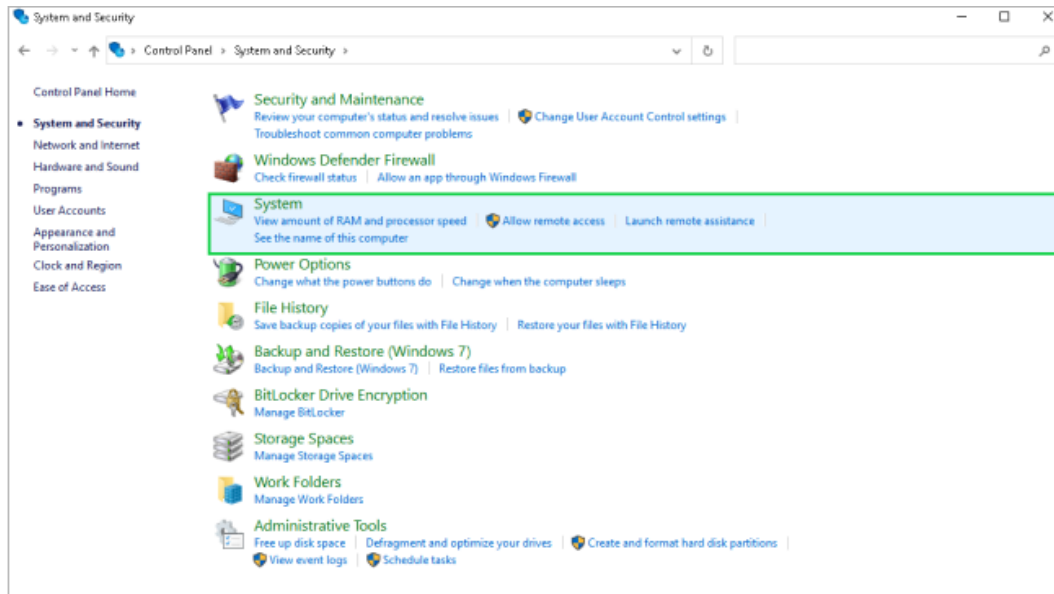 System and Security
Control Panel > System and Security >
Control Panel Home
System and Security
Network and Internet
Hardware and Sound
Programs
User Accounts
Appearance and
Personalization
Clock and Region
Ease of Access
Security and Maintenance
Review your computer's status and resolve issues
Change User Account Control settings
Troubleshoot common computer problems
Windows Defender Firewall
Check firewall status
Allow an app through Windows Firewall
System
View amount of RAM and processor speed
Allow remote access
Launch remote assistance
See the name of this computer
Power Options
Change what the power buttons do
Change when the computer sleeps
File History
Save backup copies of your files with File History
Restore your files with File History
Backup and Restore (Windows 7)
Backup and Restore (Windows 7)
Restore files from backup
BitLocker Drive Encryption
Manage BitLocker
Storage Spaces
Manage Storage Spaces
Work Folders
Manage Work Folders
Administrative Tools
Free up disk space
Defragment and optimize your drives
Create and format hard disk partitions
View event logs
Schedule tasks